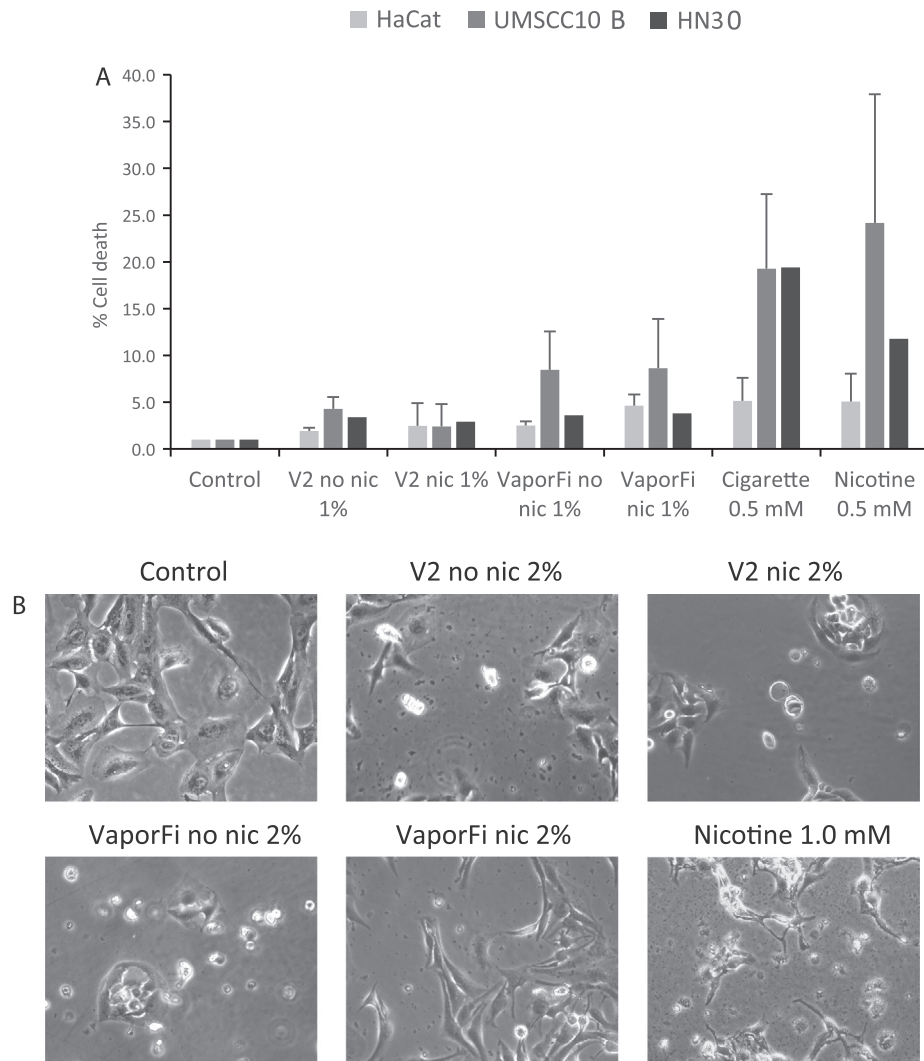 HaCat UMSCC10 B HN30
A
40.0
35.0
30.0
25.0
20.0
15.0
10.0
5.0
0.0
% Cell death
Control V2 no nic V2 nic 1% VaporFi no VaporFi Cigarette Nicotine
1% nic 1% nic 1% 0.5 mM 0.5 mM
B
Control V2 no nic 2% V2 nic 2%
VaporFi no nic 2% VaporFi nic 2% Nicotine 1.0 mM